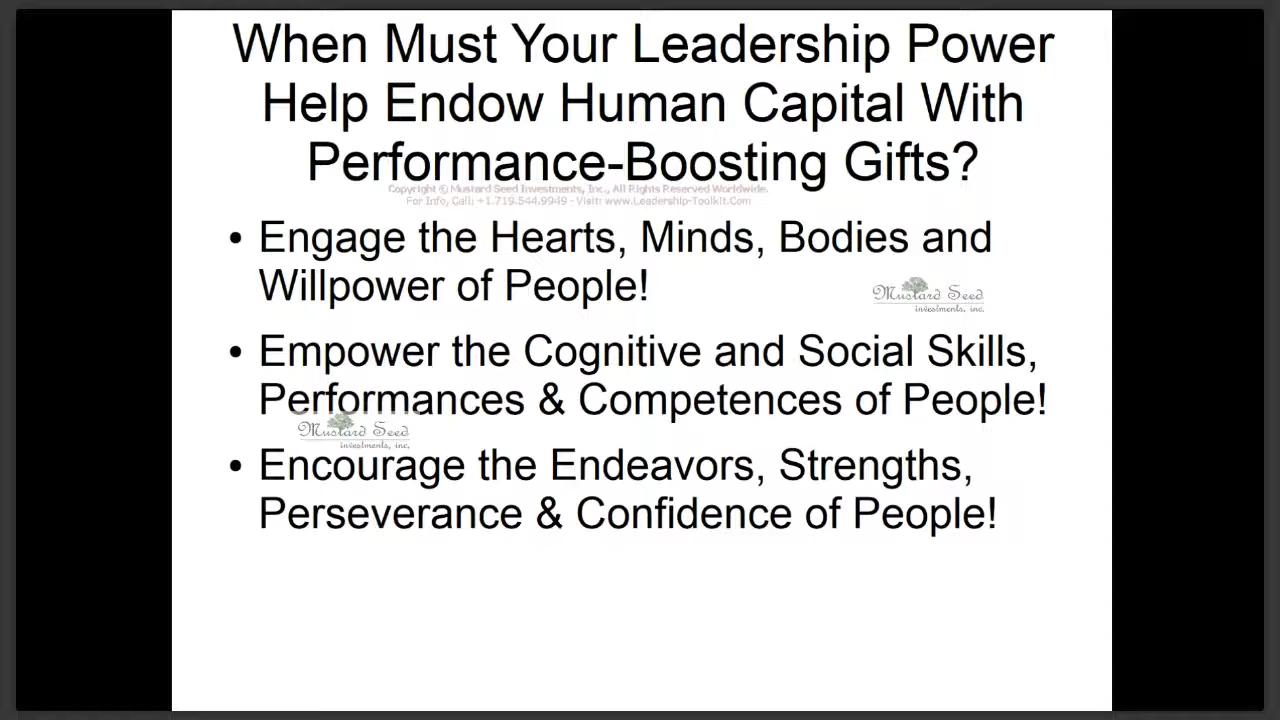 When Must Your Leadership Power
Help Endow Human Capital With
Performance-Boosting Gifts?
Copyright © Mustard Seed Investments, Inc., All Rights Reserved Worldwide.
For Info, Call: +1.719.544.9949 - Visit: www.Leadership-Toolkit.Com
• Engage the Hearts, Minds, Bodies and
Willpower of People!
Mustard Seed
investments, inc.
• Empower the Cognitive and Social Skills,
Performances & Competences of People!
Mustard Seed
investments, inc.
• Encourage the Endeavors, Strengths,
Perseverance & Confidence of People!